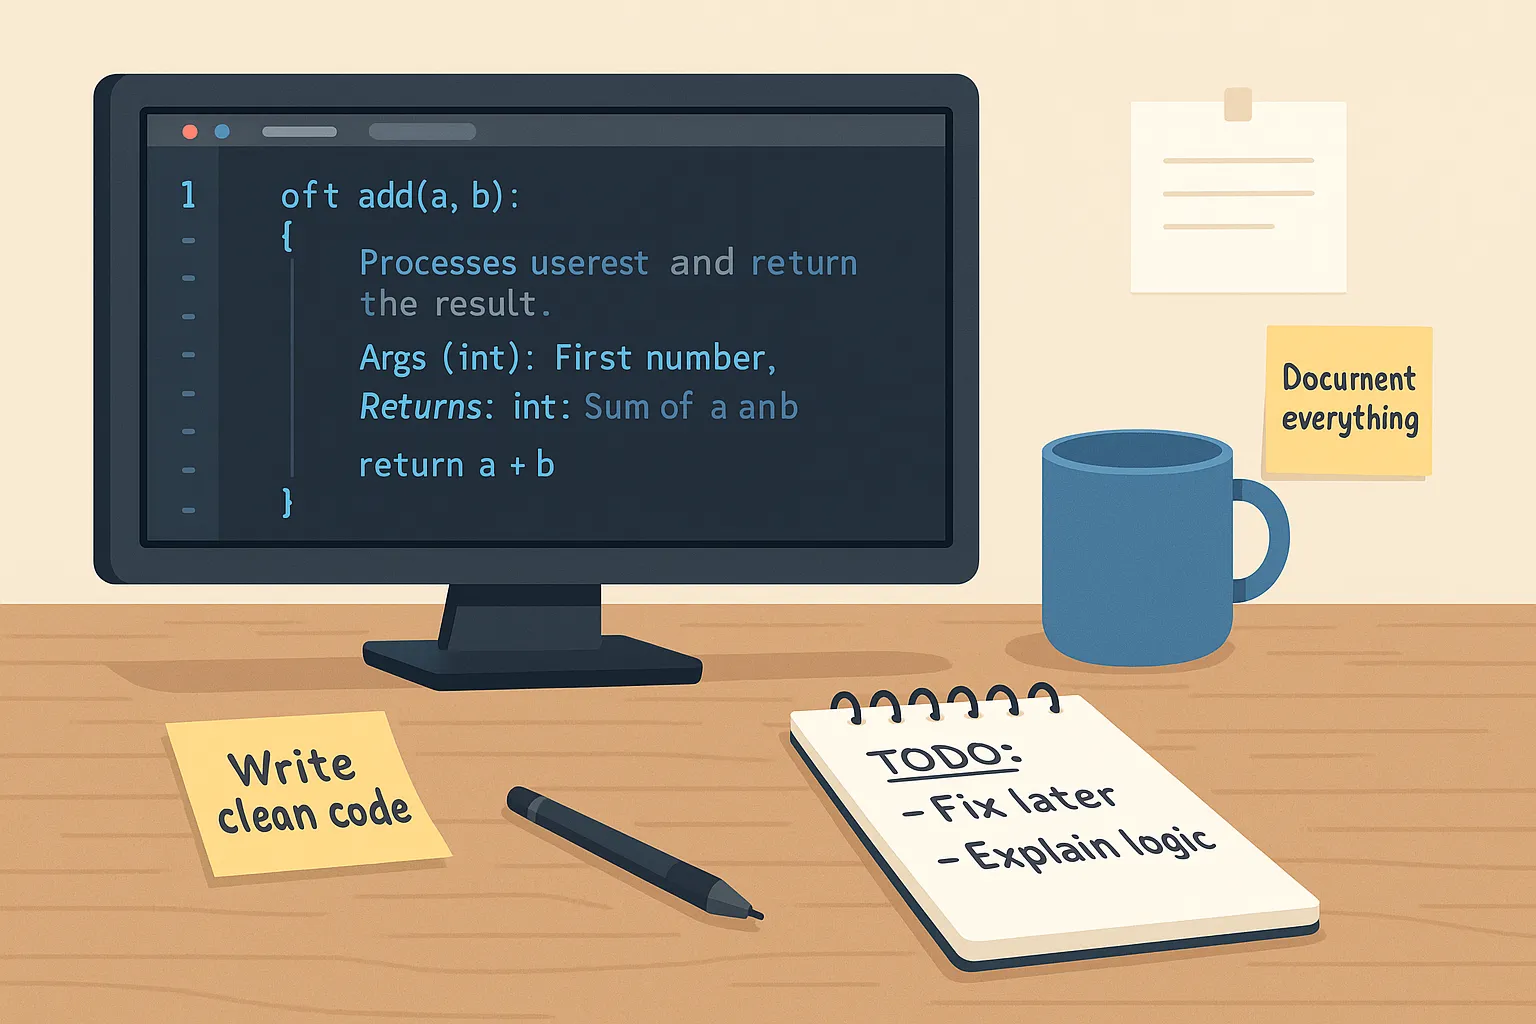 1
oft add(a, b):
{
Processes userest and return
the result.
Args (int): First number,
Returns: int: Sum of a anb
return a + b
}
Document
everything
Write
clean code
TODO:
- Fix later
- Explain logic